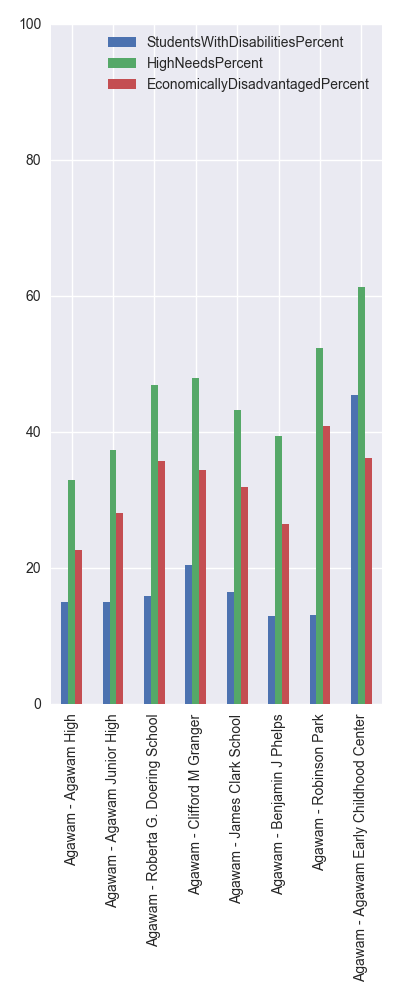 100
80
60
40
20
0
StudentsWithDisabilitiesPercent
HighNeedsPercent
EconomicallyDisadvantagedPercent
Agawam - Agawam High
Agawam - Agawam Junior High
Agawam - Roberta G. Doering School
Agawam - Clifford M Granger
Agawam - James Clark School
Agawam - Benjamin J Phelps
Agawam - Robinson Park
Agawam - Agawam Early Childhood Center